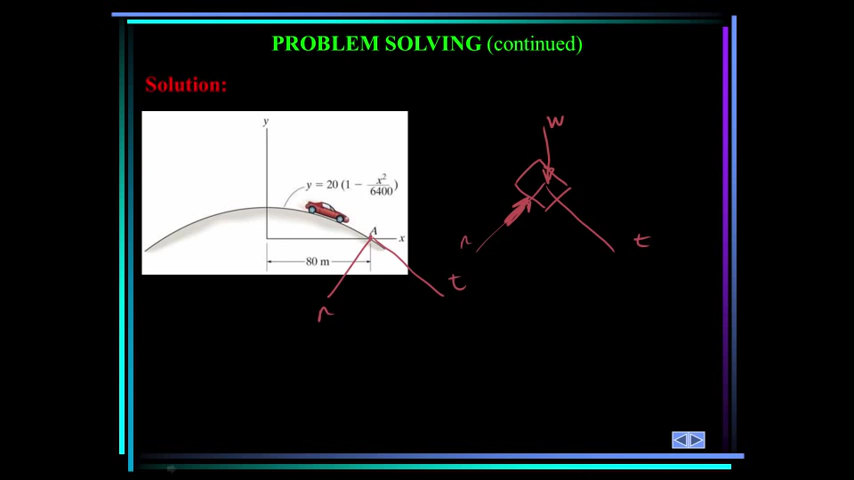 PROBLEM SOLVING (continued)
Solution:
y
y = 20 (1 − x²/6400)
A
x
80 m
n
t
W
n
t